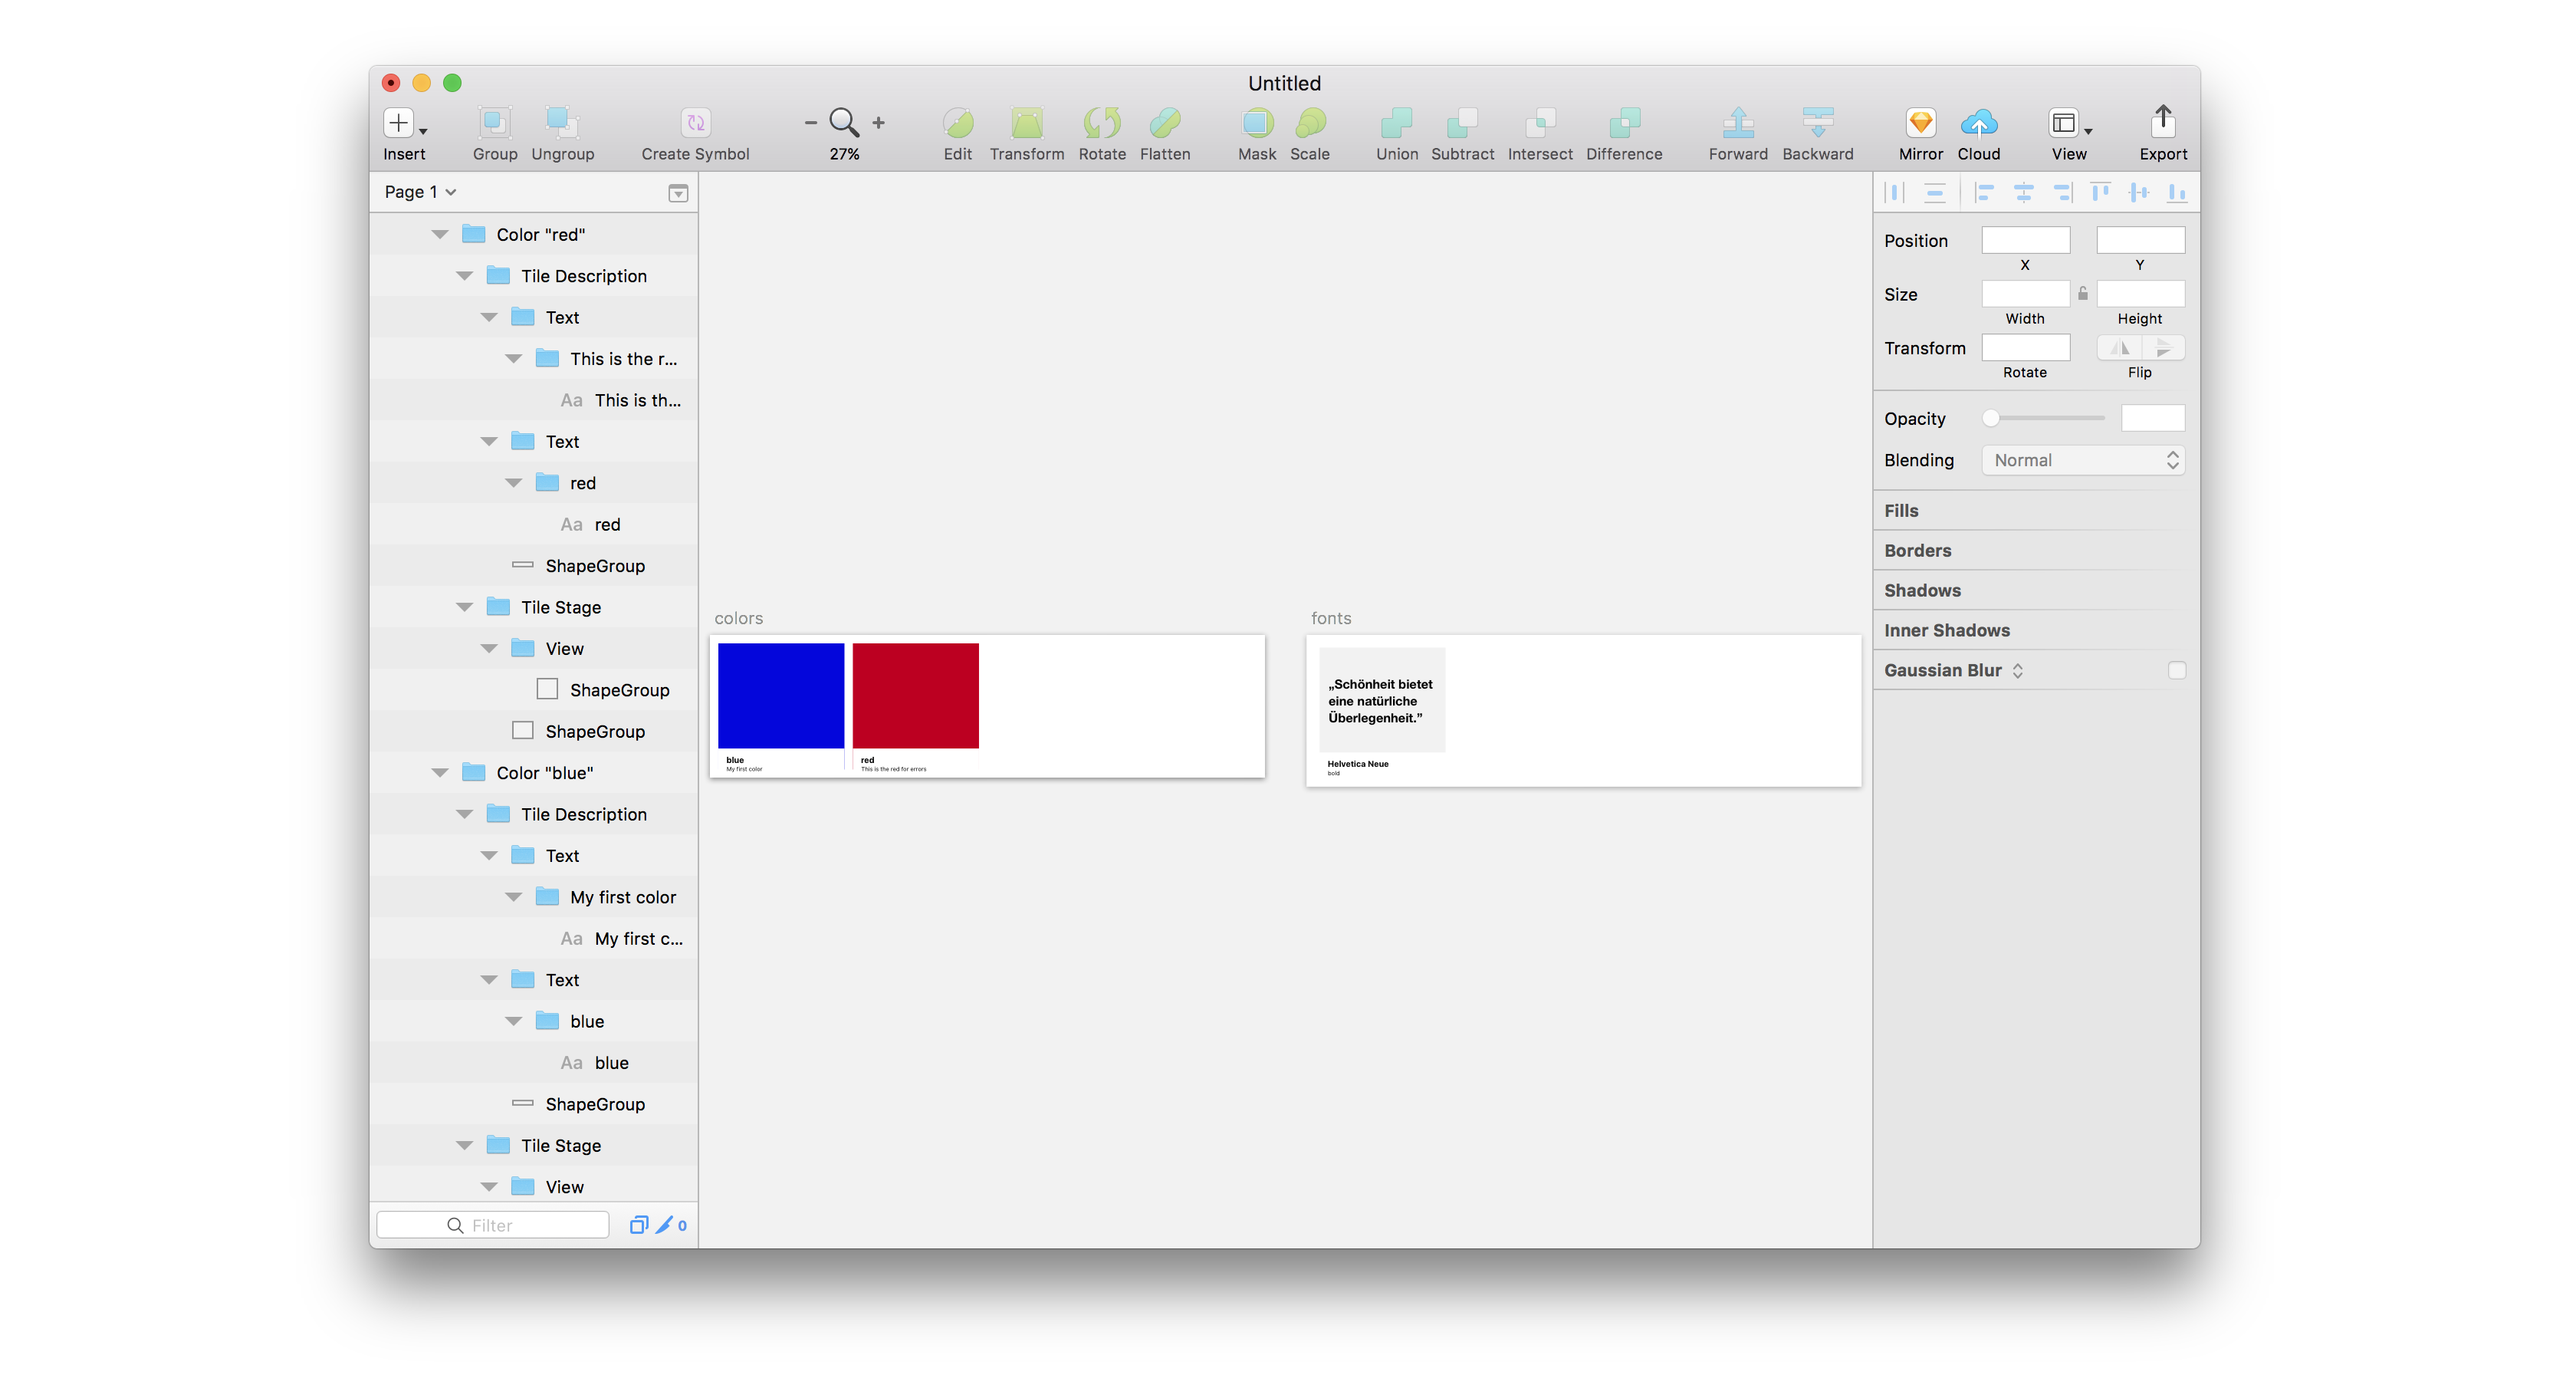 Untitled
Insert
Group
Ungroup
Create Symbol
27%
Edit
Transform
Rotate
Flatten
Mask
Scale
Union
Subtract
Intersect
Difference
Forward
Backward
Mirror
Cloud
View
Export
Page 1
Color "red"
Tile Description
Text
This is the r...
Aa This is th...
Text
red
Aa red
ShapeGroup
Tile Stage
View
ShapeGroup
ShapeGroup
Color "blue"
Tile Description
Text
My first color
Aa My first c...
Text
blue
Aa blue
ShapeGroup
Tile Stage
View
Filter
0
colors
blue
My first color
red
This is the red for errors
fonts
„Schönheit bietet
eine natürliche
Überlegenheit.”
Helvetica Neue
bold
Position
X
Y
Size
Width
Height
Transform
Rotate
Flip
Opacity
Blending
Normal
Fills
Borders
Shadows
Inner Shadows
Gaussian Blur